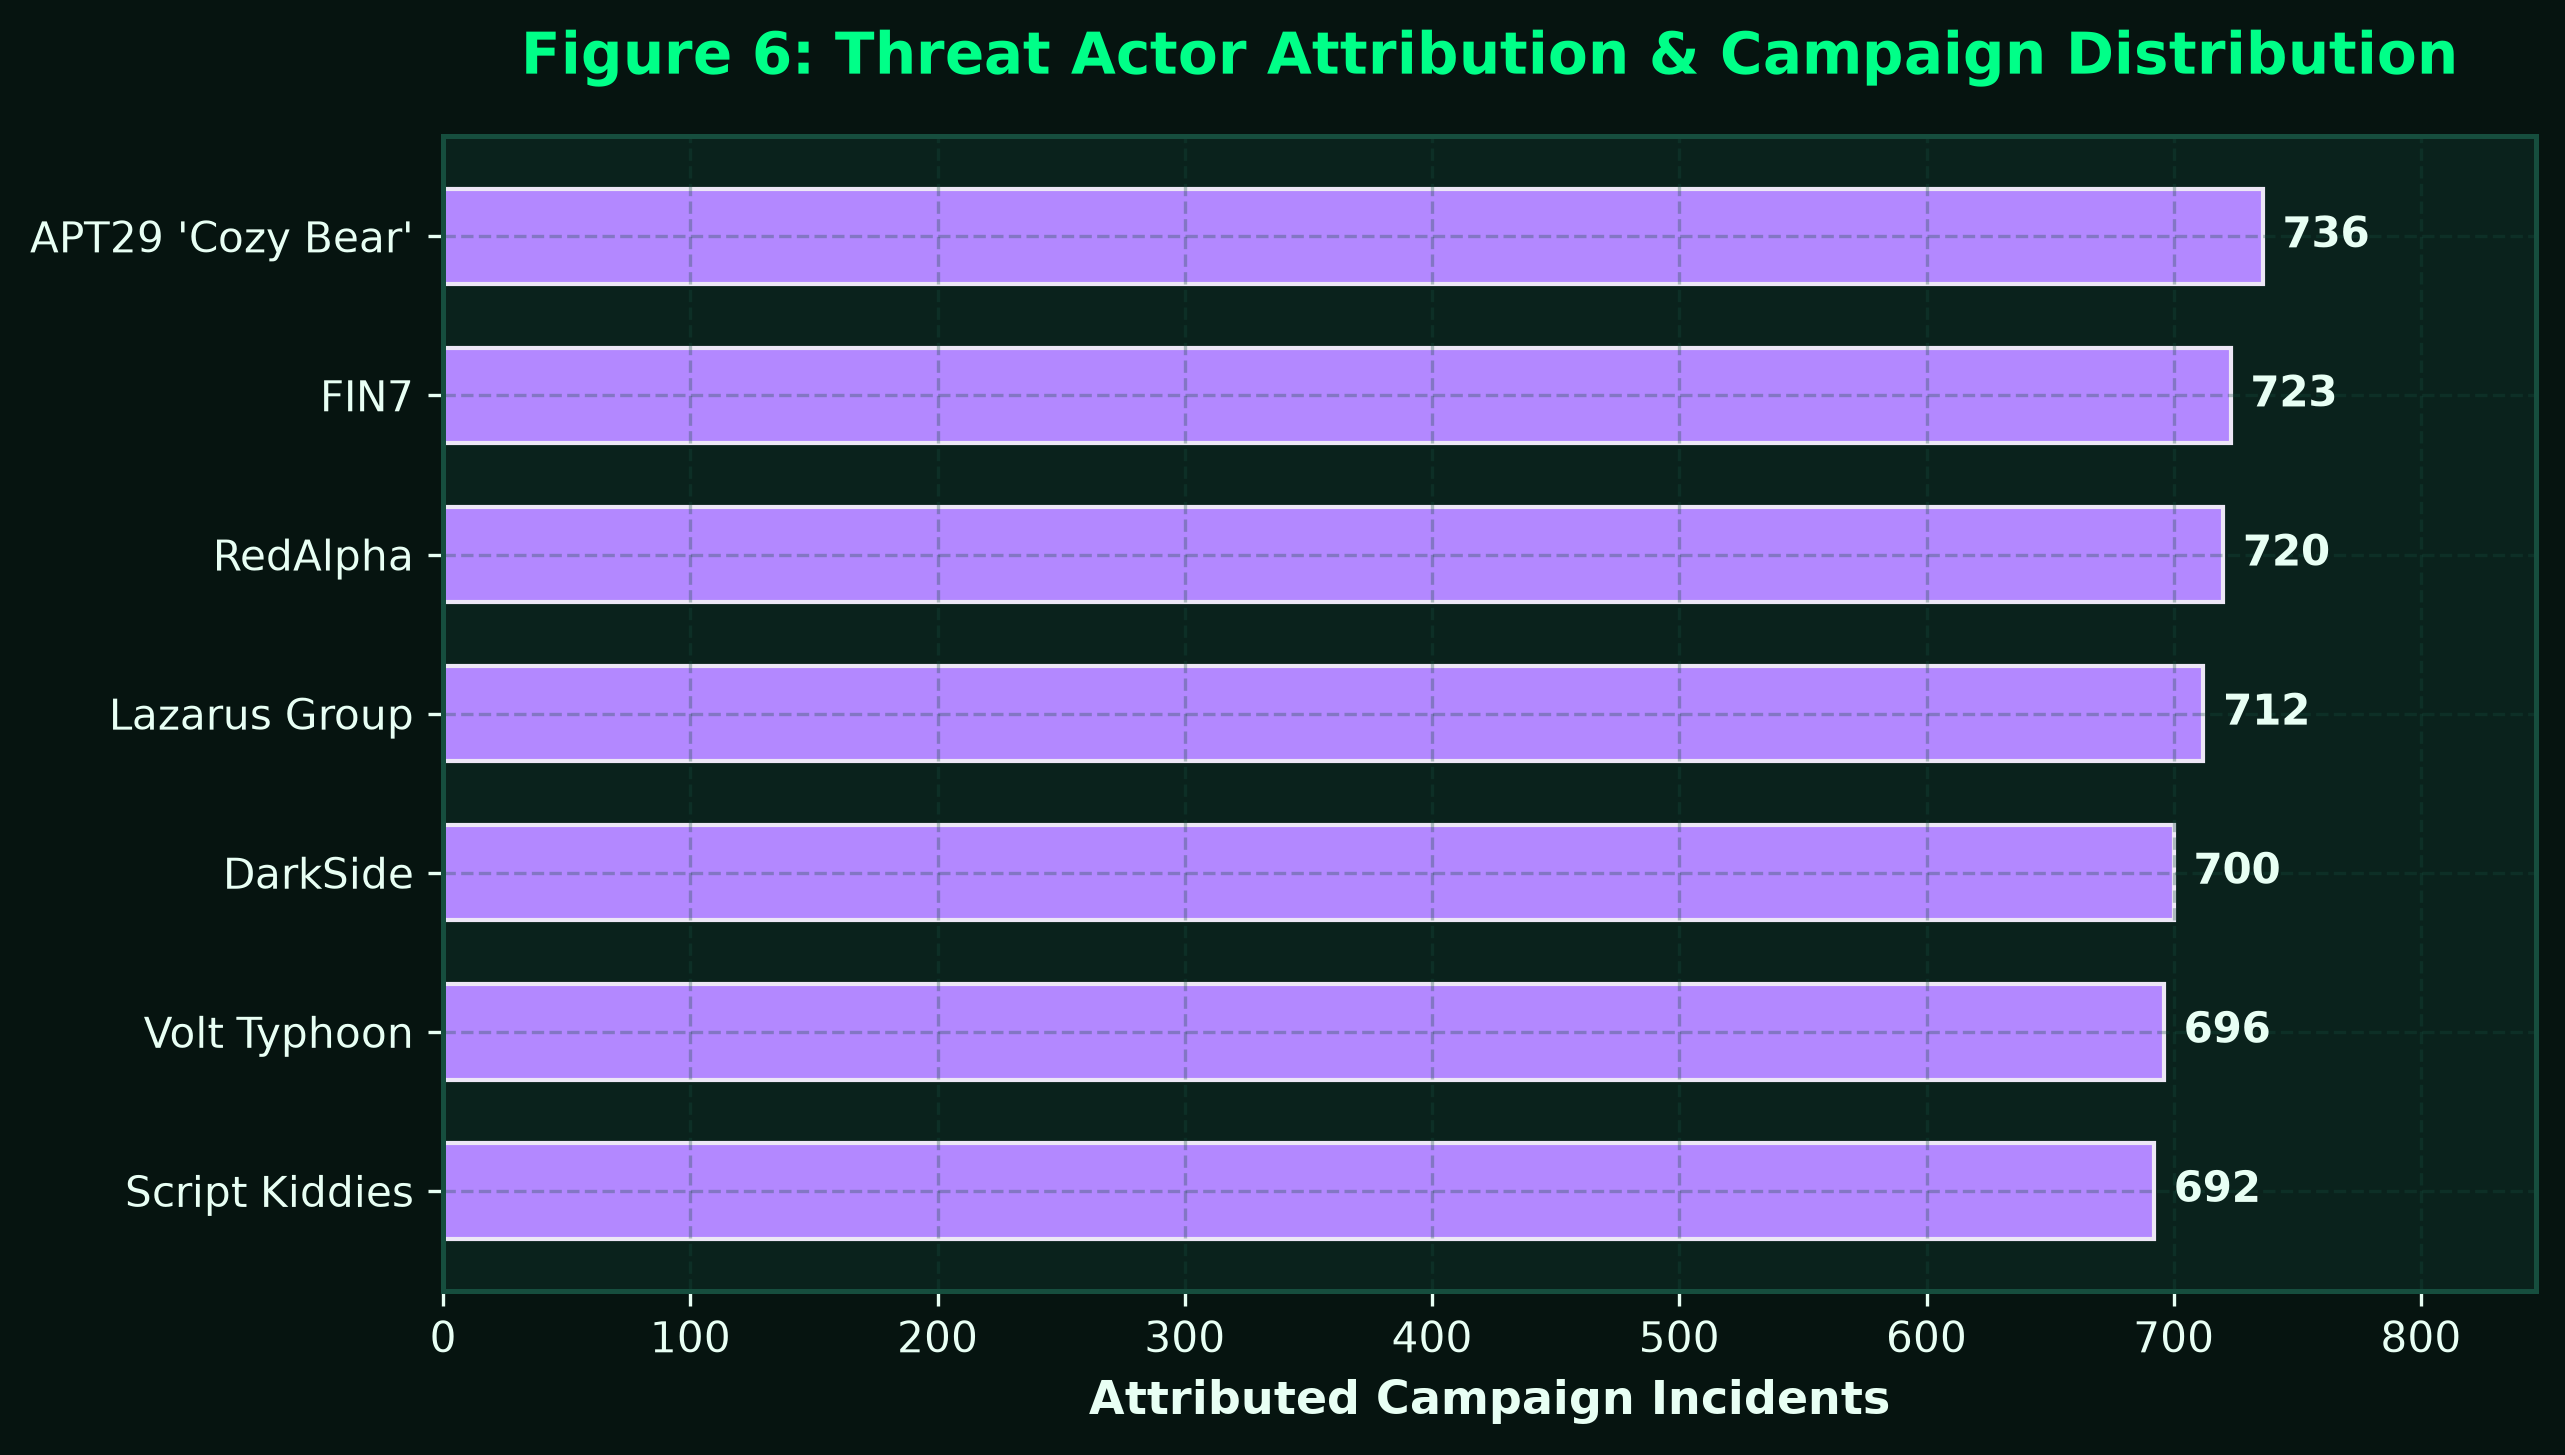 Figure 6: Threat Actor Attribution & Campaign Distribution
APT29 'Cozy Bear' 736
FIN7 723
RedAlpha 720
Lazarus Group 712
DarkSide 700
Volt Typhoon 696
Script Kiddies 692
0 100 200 300 400 500 600 700 800
Attributed Campaign Incidents